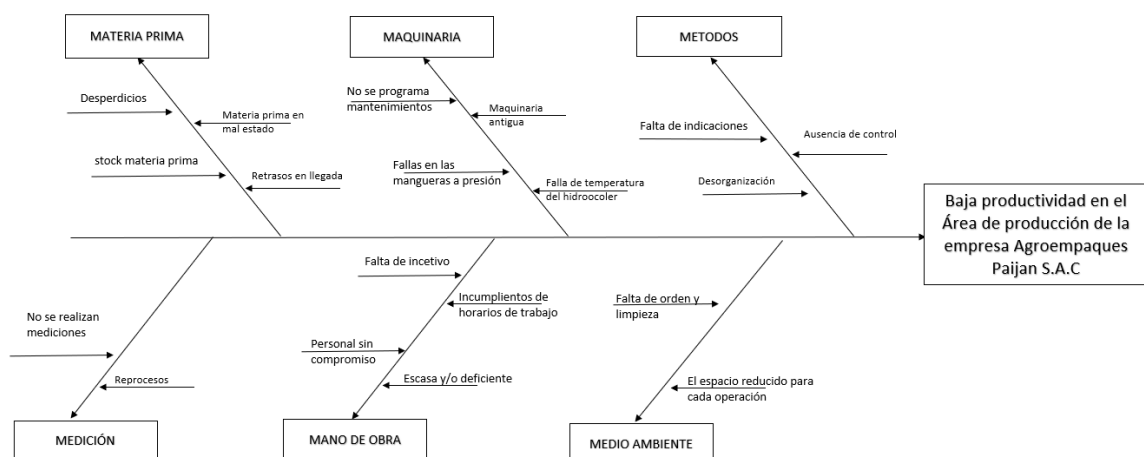 MATERIA PRIMA
MAQUINARIA
METODOS
Desperdicios
Materia prima en
mal estado
stock materia prima
Retrasos en llegada
No se programa
mantenimientos
Maquinaria
antigua
Fallas en las
mangueras a presión
Falla de temperatura
del hidroocoler
Falta de indicaciones
Ausencia de control
Desorganización
Baja productividad en el
Área de producción de la
empresa Agroempaques
Paijan S.A.C
No se realizan
mediciones
Reprocesos
Falta de incetivo
Incumplientos de
horarios de trabajo
Personal sin
compromiso
Escasa y/o deficiente
Falta de orden y
limpieza
El espacio reducido para
cada operación
MEDICIÓN
MANO DE OBRA
MEDIO AMBIENTE